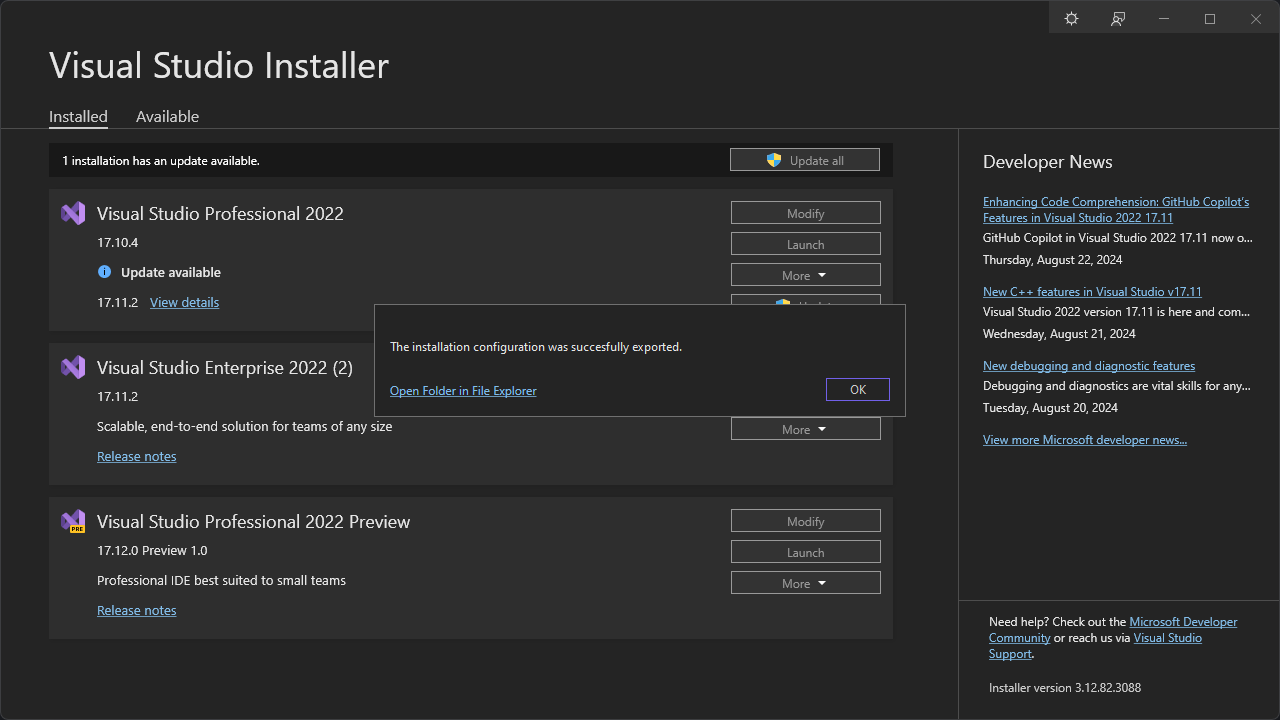 Visual Studio Installer
Installed
Available
1 installation has an update available.
Update all
Visual Studio Professional 2022
17.10.4
Update available
17.11.2 View details
Modify
Launch
More
The installation configuration was succesfully exported.
Open Folder in File Explorer
OK
Visual Studio Enterprise 2022 (2)
17.11.2
Scalable, end-to-end solution for teams of any size
Release notes
More
PRE
Visual Studio Professional 2022 Preview
17.12.0 Preview 1.0
Professional IDE best suited to small teams
Release notes
Modify
Launch
More
Developer News
Enhancing Code Comprehension: GitHub Copilot's
Features in Visual Studio 2022 17.11
GitHub Copilot in Visual Studio 2022 17.11 now o...
Thursday, August 22, 2024
New C++ features in Visual Studio v17.11
Visual Studio 2022 version 17.11 is here and com...
Wednesday, August 21, 2024
New debugging and diagnostic features
Debugging and diagnostics are vital skills for any...
Tuesday, August 20, 2024
View more Microsoft developer news...
Need help? Check out the Microsoft Developer
Community or reach us via Visual Studio
Support.
Installer version 3.12.82.3088